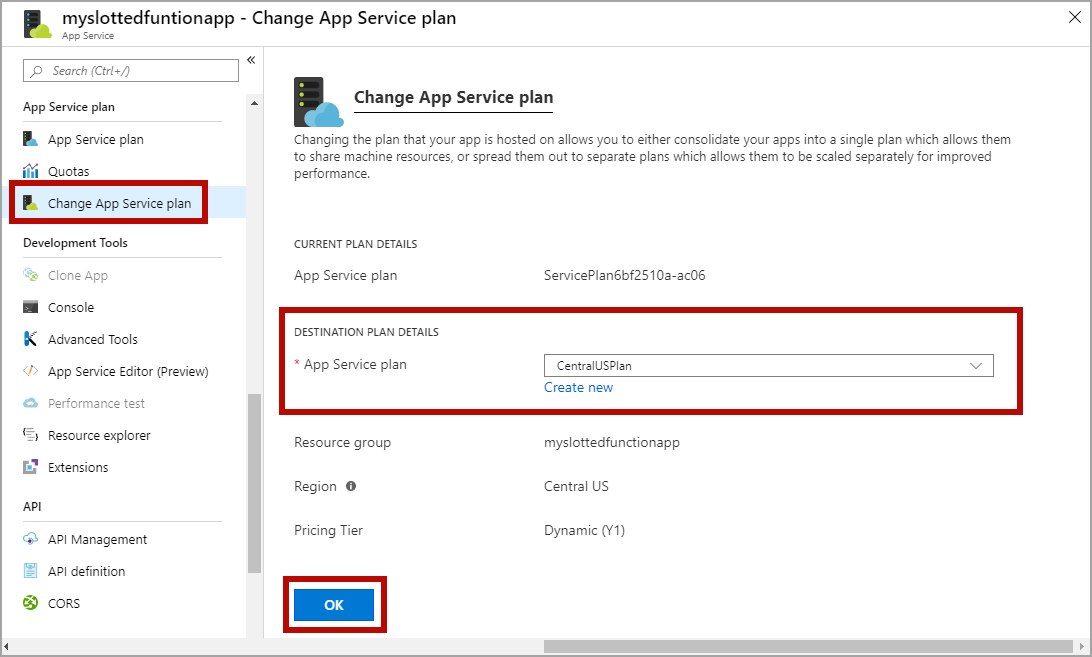 myslottedfuntionapp - Change App Service plan
App Service
Search (Ctrl+/)
App Service plan
App Service plan
Quotas
Change App Service plan
Development Tools
Clone App
Console
Advanced Tools
App Service Editor (Preview)
Performance test
Resource explorer
Extensions
API
API Management
API definition
CORS
Change App Service plan
Changing the plan that your app is hosted on allows you to either consolidate your apps into a single plan which allows them
to share machine resources, or spread them out to separate plans which allows them to be scaled separately for improved
performance.
CURRENT PLAN DETAILS
App Service plan ServicePlan6bf2510a-ac06
DESTINATION PLAN DETAILS
* App Service plan CentralUSPlan
Create new
Resource group myslottedfunctionapp
Region Central US
Pricing Tier Dynamic (Y1)
OK